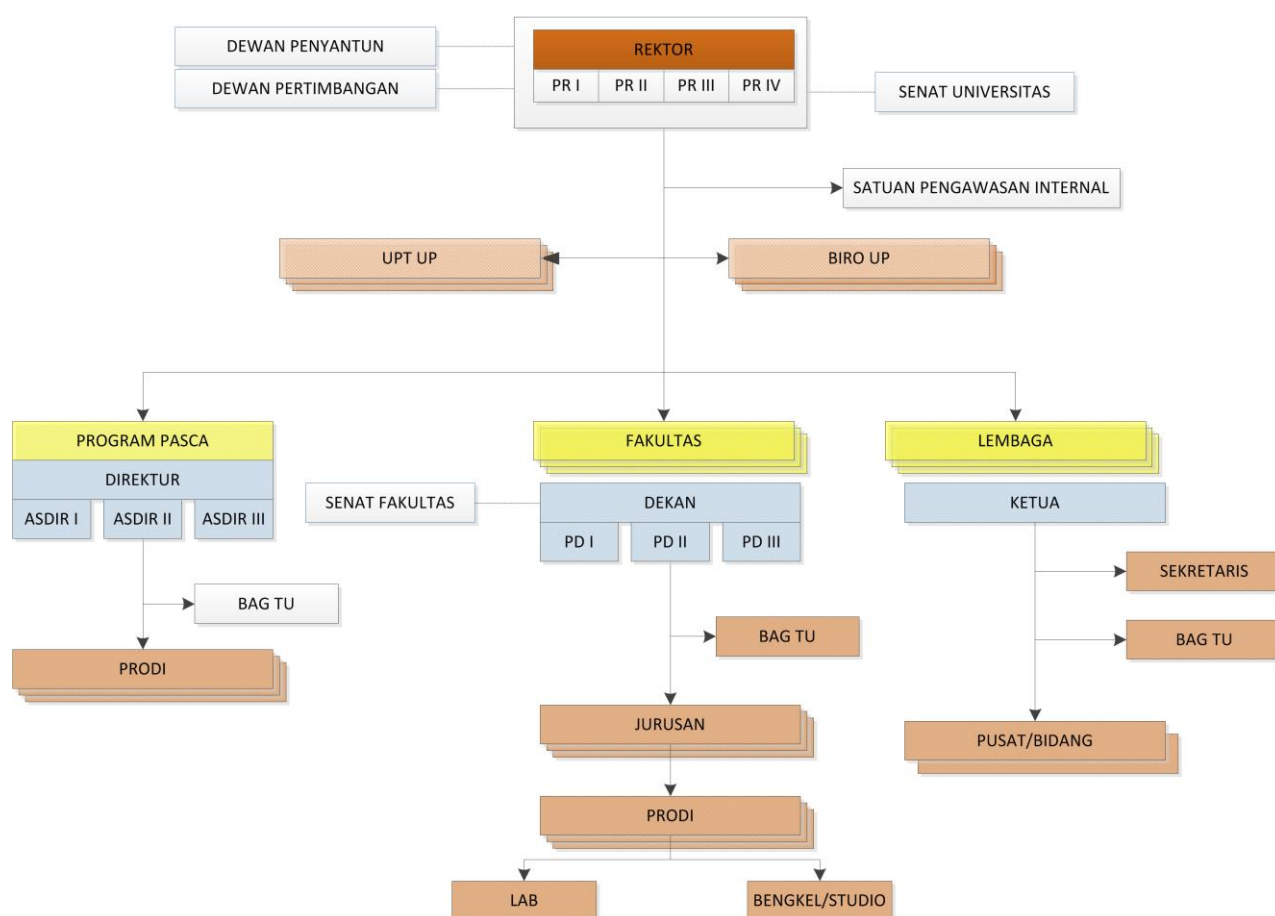 DEWAN PENYANTUN
REKTOR
DEWAN PERTIMBANGAN
PR I
PR II
PR III
PR IV
SENAT UNIVERSITAS
SATUAN PENGAWASAN INTERNAL
UPT UP
BIRO UP
PROGRAM PASCA
DIREKTUR
ASDIR I
ASDIR II
ASDIR III
BAG TU
PRODI
FAKULTAS
SENAT FAKULTAS
DEKAN
PD I
PD II
PD III
BAG TU
JURUSAN
PRODI
LAB
BENGKEL/STUDIO
LEMBAGA
KETUA
SEKRETARIS
BAG TU
PUSAT/BIDANG